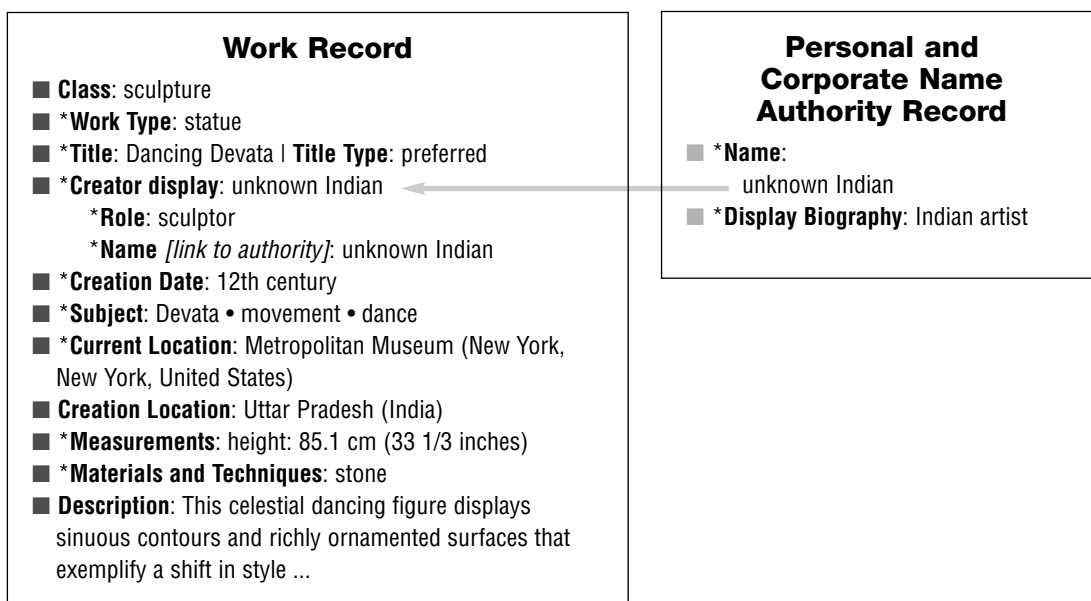 Work Record
■ Class: sculpture
■ *Work Type: statue
■ *Title: Dancing Devata | Title Type: preferred
■ *Creator display: unknown Indian
*Role: sculptor
*Name [link to authority]: unknown Indian
■ *Creation Date: 12th century
■ *Subject: Devata • movement • dance
■ *Current Location: Metropolitan Museum (New York,
New York, United States)
■ Creation Location: Uttar Pradesh (India)
■ *Measurements: height: 85.1 cm (33 1/3 inches)
■ *Materials and Techniques: stone
■ Description: This celestial dancing figure displays
sinuous contours and richly ornamented surfaces that
exemplify a shift in style ...
Personal and
Corporate Name
Authority Record
■ *Name:
unknown Indian
■ *Display Biography: Indian artist